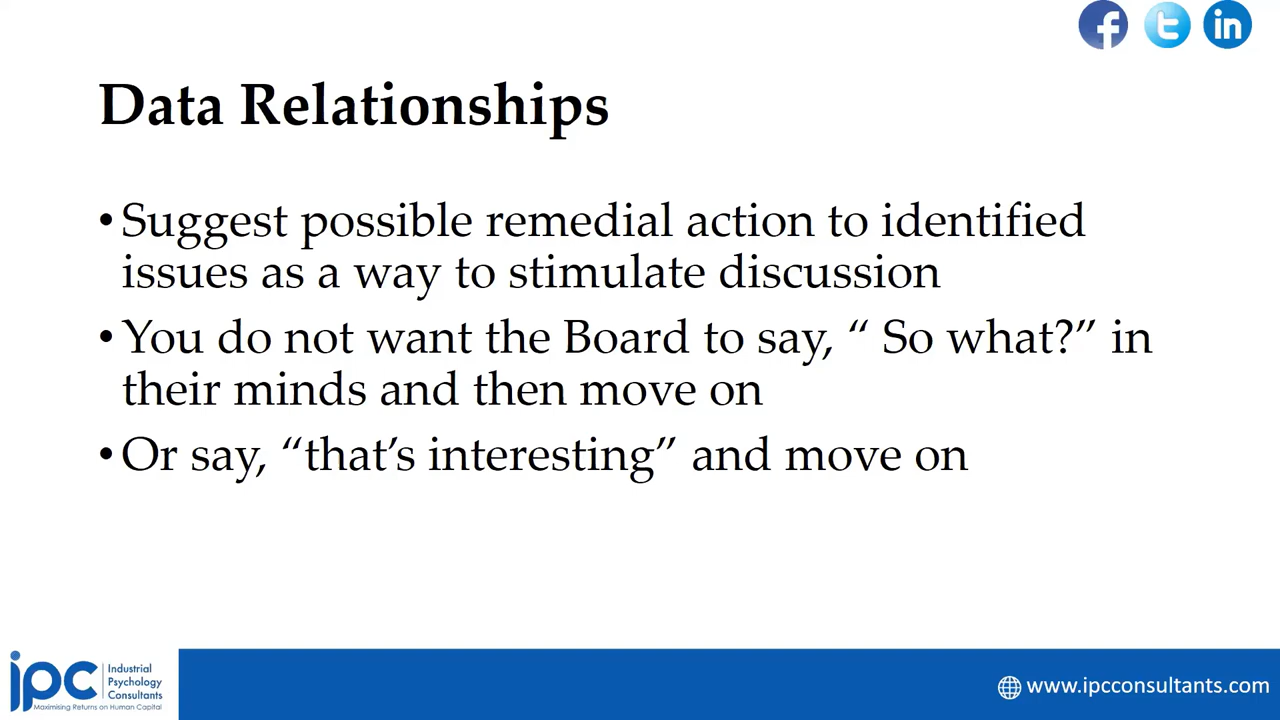 Data Relationships
•Suggest possible remedial action to identified
issues as a way to stimulate discussion
•You do not want the Board to say, “ So what?” in
their minds and then move on
•Or say, “that’s interesting” and move on
ipc
Industrial
Psychology
Consultants
Maximising Returns on Human Capital
www.ipcconsultants.com